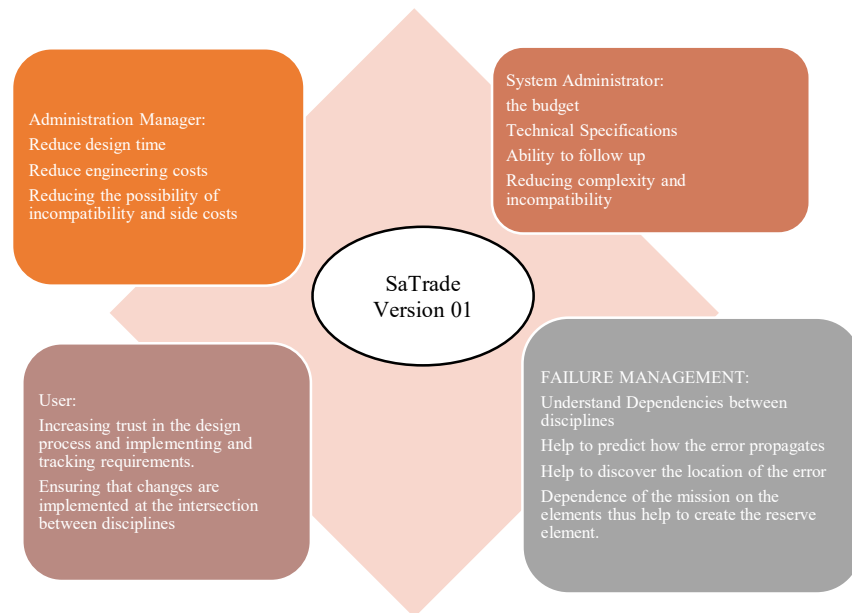 Administration Manager:
Reduce design time
Reduce engineering costs
Reducing the possibility of
incompatibility and side costs
System Administrator:
the budget
Technical Specifications
Ability to follow up
Reducing complexity and
incompatibility
SaTrade
Version 01
User:
Increasing trust in the design
process and implementing and
tracking requirements.
Ensuring that changes are
implemented at the intersection
between disciplines
FAILURE MANAGEMENT:
Understand Dependencies between
disciplines
Help to predict how the error propagates
Help to discover the location of the error
Dependence of the mission on the
elements thus help to create the reserve
element.